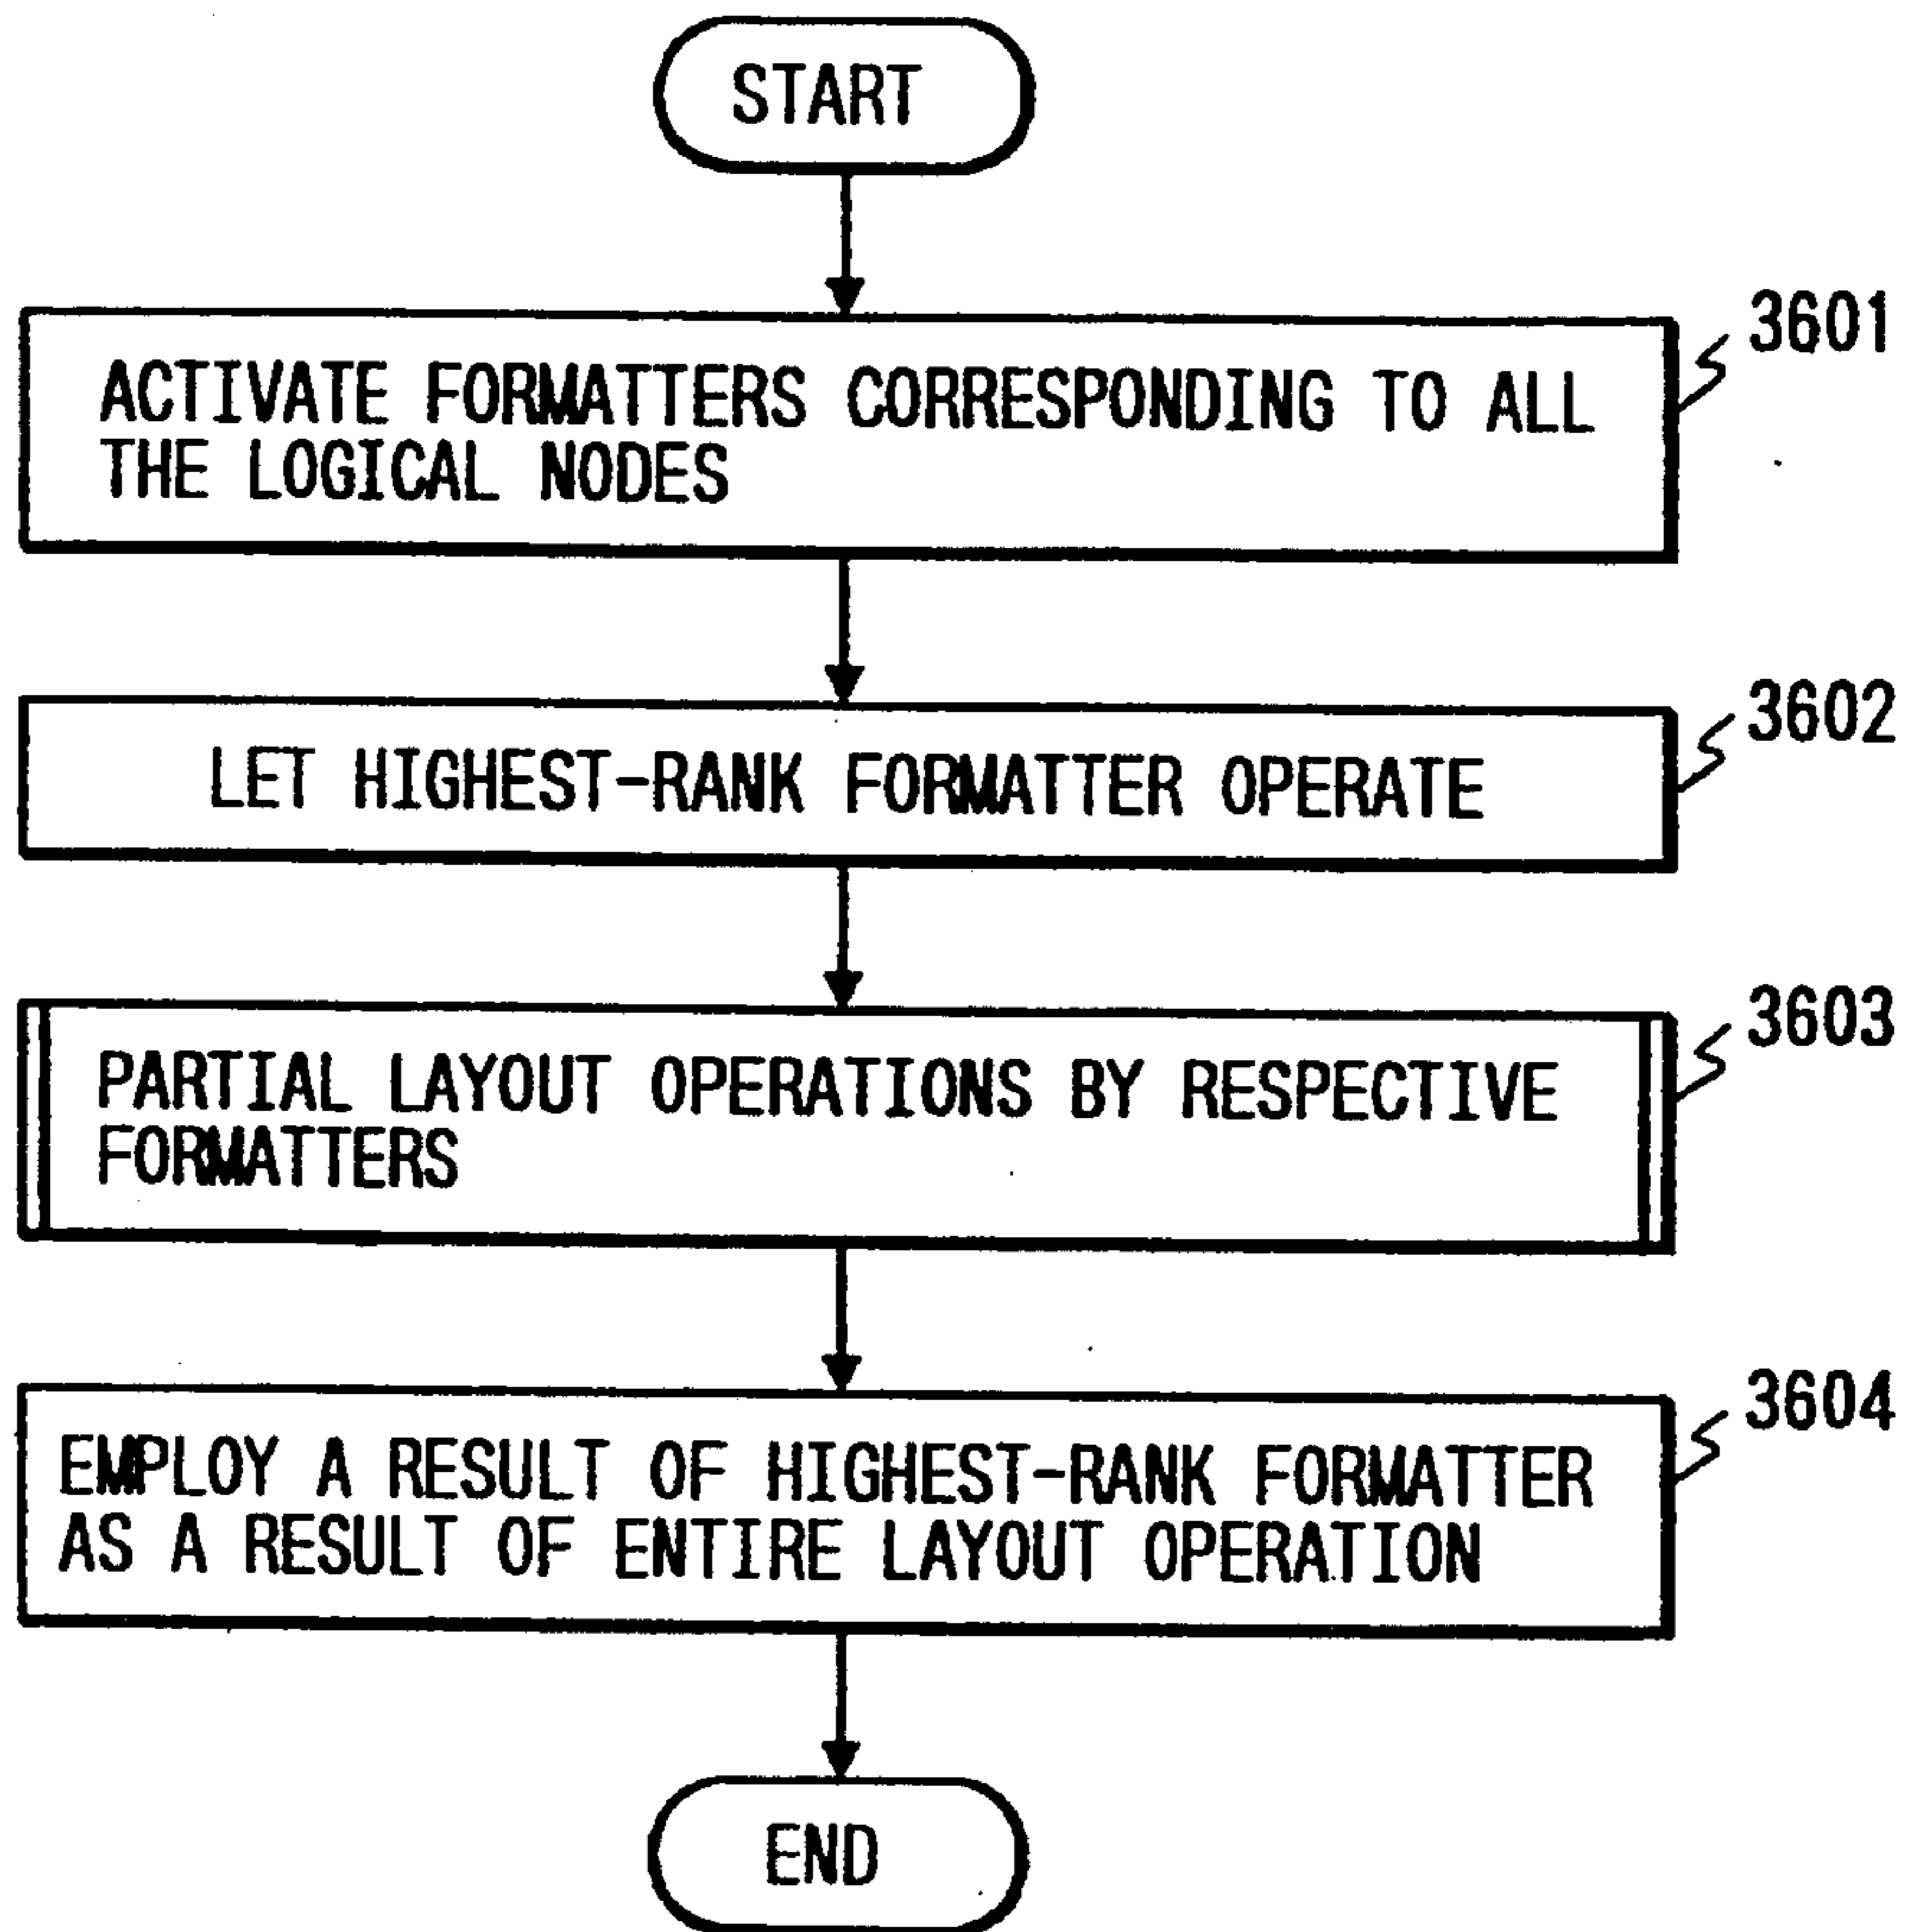 START
3601
ACTIVATE FORMATTERS CORRESPONDING TO ALL
THE LOGICAL NODES
3602
LET HIGHEST-RANK FORMATTER OPERATE
3603
PARTIAL LAYOUT OPERATIONS BY RESPECTIVE
FORMATTERS
3604
EMPLOY A RESULT OF HIGHEST-RANK FORMATTER
AS A RESULT OF ENTIRE LAYOUT OPERATION
END